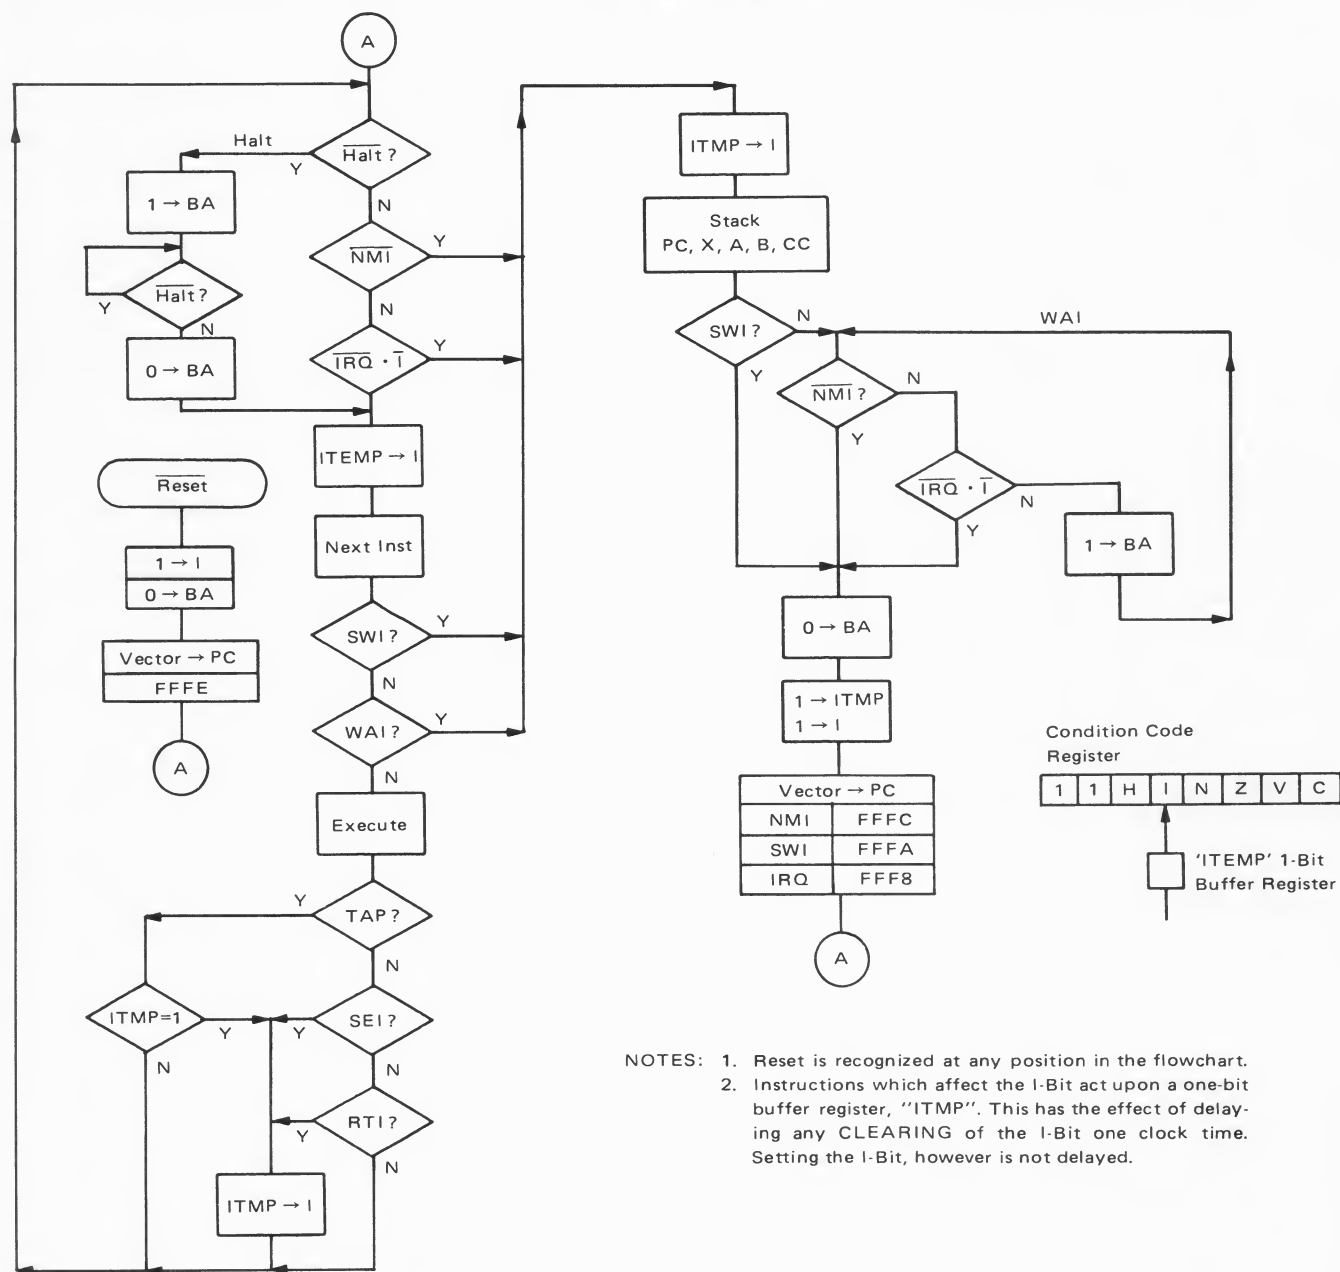 A
Halt
Halt?
Y
N
1 → BA
NMI
Y
N
Halt?
Y
N
IRQ · I
Y
0 → BA
ITEMP → I
Reset
1 → I
0 → BA
Vector → PC
FFFE
A
Next Inst
SWI?
Y
N
WAI?
Y
N
Execute
TAP?
Y
N
ITMP=1
Y
N
SEI?
Y
N
RTI?
Y
N
ITMP → I
ITMP → I
Stack
PC, X, A, B, CC
SWI?
N
Y
WAI
NMI?
N
Y
IRQ · I
N
Y
1 → BA
0 → BA
1 → ITMP
1 → I
Vector → PC
NMI FFFC
SWI FFFA
IRQ FFF8
A
Condition Code
Register
1 1 H I N Z V C
'ITEMP' 1-Bit
Buffer Register
NOTES: 1. Reset is recognized at any position in the flowchart.
2. Instructions which affect the I-Bit act upon a one-bit
buffer register, "ITMP". This has the effect of delay-
ing any CLEARING of the I-Bit one clock time.
Setting the I-Bit, however is not delayed.